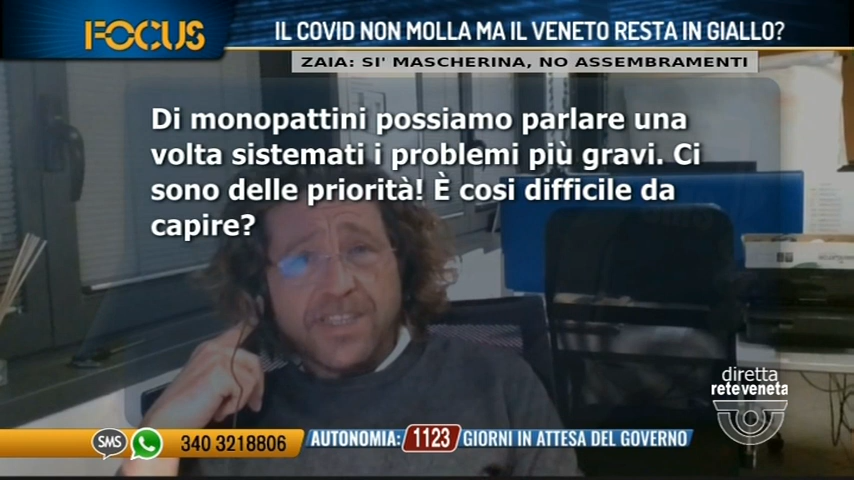 FOCUS
IL COVID NON MOLLA MA IL VENETO RESTA IN GIALLO?
ZAIA: SI' MASCHERINA, NO ASSEMBRAMENTI
Di monopattini possiamo parlare una
volta sistemati i problemi più gravi. Ci
sono delle priorità! È cosi difficile da
capire?
diretta
reteveneta
SMS
340 3218806
AUTONOMIA: 1123 GIORNI IN ATTESA DEL GOVERNO